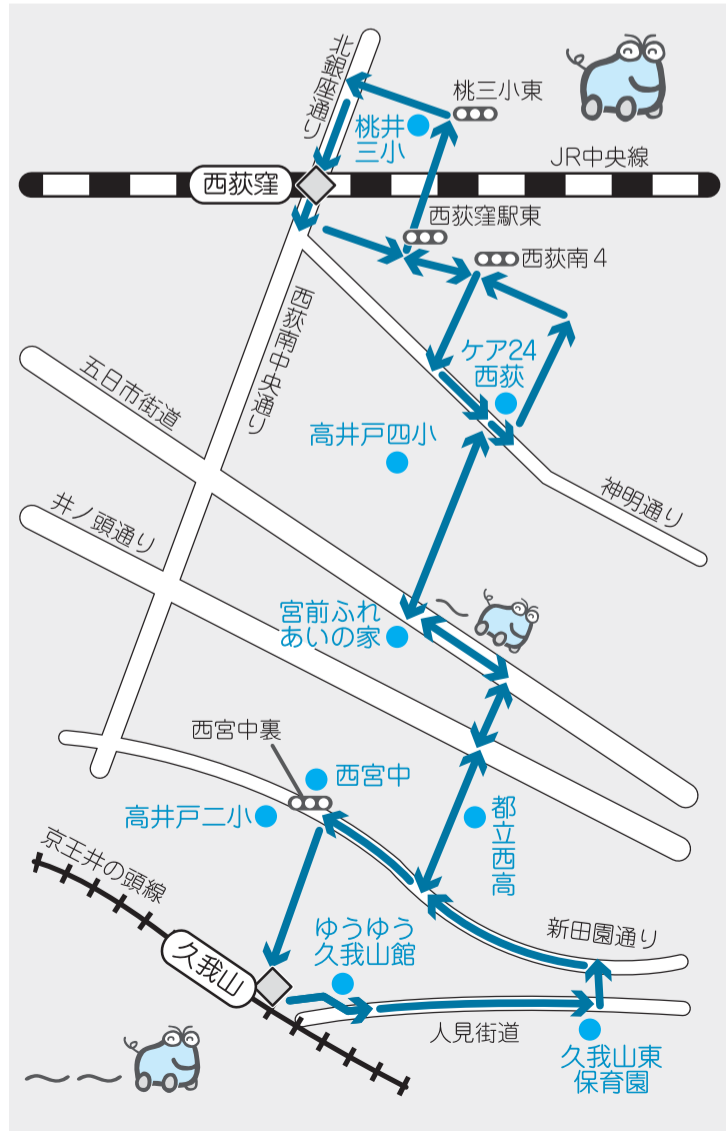 北銀座通り
桃三小東
桃井
三小
JR中央線
西荻窪
西荻窪駅東
西荻南4
西荻南中央通り
ケア24
西荻
五日市街道
高井戸四小
神明通り
井ノ頭通り
宮前ふれ
あいの家
西宮中裏
西宮中
高井戸二小
都立西高
京王井の頭線
ゆうゆう
久我山館
新田園通り
久我山
人見街道
久我山東
保育園